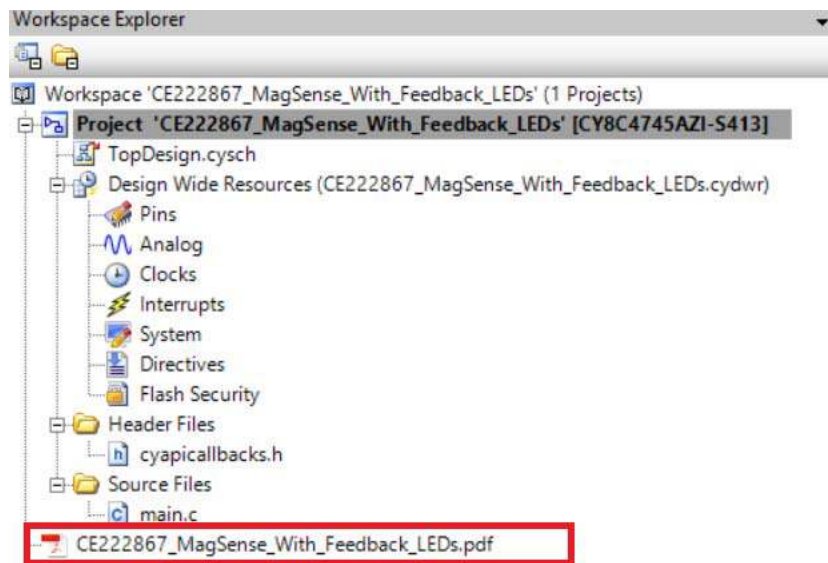 Workspace Explorer
Workspace 'CE222867_MagSense_With_Feedback_LEDs' (1 Projects)
Project 'CE222867_MagSense_With_Feedback_LEDs' [CY8C4745AZI-S413]
TopDesign.cysch
Design Wide Resources (CE222867_MagSense_With_Feedback_LEDs.cydwr)
Pins
Analog
Clocks
Interrupts
System
Directives
Flash Security
Header Files
h cyapicallbacks.h
Source Files
c main.c
CE222867_MagSense_With_Feedback_LEDs.pdf